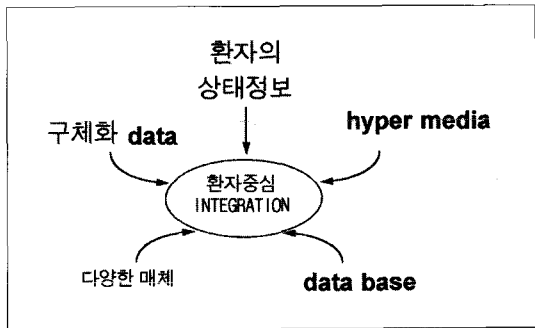 환자의
상태정보
구체화 data
hyper media
환자중심
INTEGRATION
다양한 매체
data base